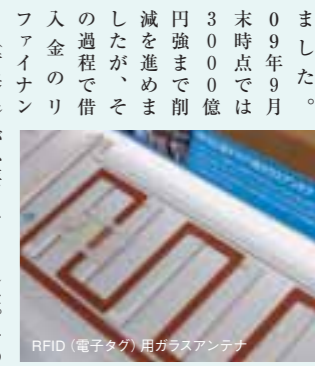 ました。
09年9月
末時点では
3000億
円強まで削
減を進めま
したが、そ
の過程で借
入金のリ
ファイナン
RFID（電子タグ）用ガラスアンテナ